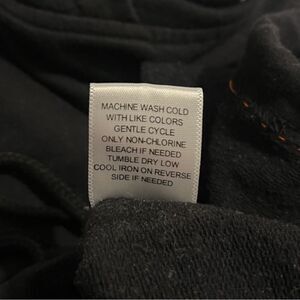 MACHINE WASH COLD
WITH LIKE COLORS
GENTLE CYCLE
ONLY NON-CHLORINE
BLEACH IF NEEDED
TUMBLE DRY LOW
COOL IRON ON REVERSE
SIDE IF NEEDED